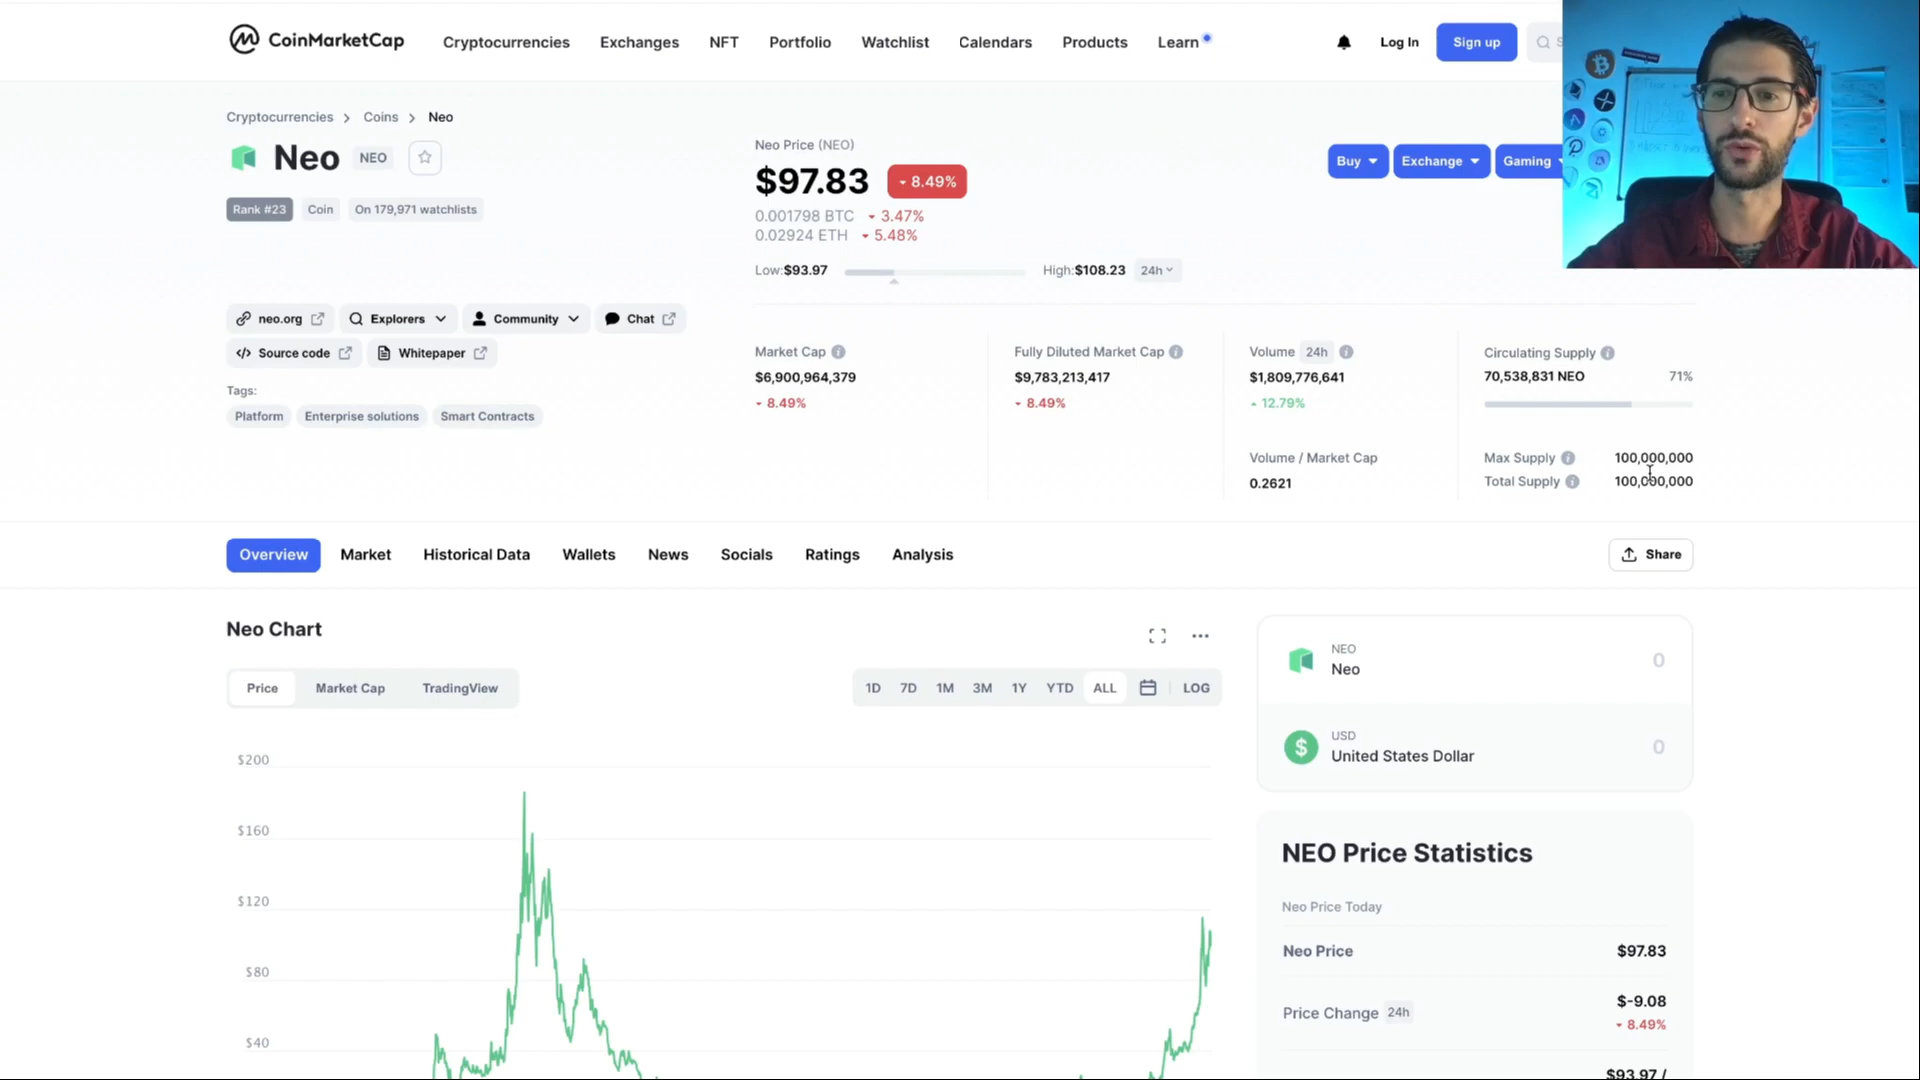 CoinMarketCap
Cryptocurrencies Exchanges NFT Portfolio Watchlist Calendars Products Learn
Log In Sign up S
Cryptocurrencies > Coins > Neo
Neo NEO
Rank #23 Coin On 179,971 watchlists
Neo Price (NEO)
$97.83 8.49%
0.001798 BTC 3.47%
0.02924 ETH 5.48%
Low:$93.97 High:$108.23 24h
Buy Exchange Gaming
neo.org Explorers Community Chat
Source code Whitepaper
Tags:
Platform Enterprise solutions Smart Contracts
Market Cap
$6,900,964,379
8.49%
Fully Diluted Market Cap
$9,783,213,417
8.49%
Volume 24h
$1,809,776,641
12.79%
Volume / Market Cap
0.2621
Circulating Supply
70,538,831 NEO 71%
Max Supply 100,000,000
Total Supply 100,000,000
Overview Market Historical Data Wallets News Socials Ratings Analysis
Share
Neo Chart
Price Market Cap TradingView
1D 7D 1M 3M 1Y YTD ALL LOG
$200
$160
$120
$80
$40
NEO
Neo 0
USD
United States Dollar 0
NEO Price Statistics
Neo Price Today
Neo Price $97.83
Price Change 24h $-9.08
8.49%
$93.97 /